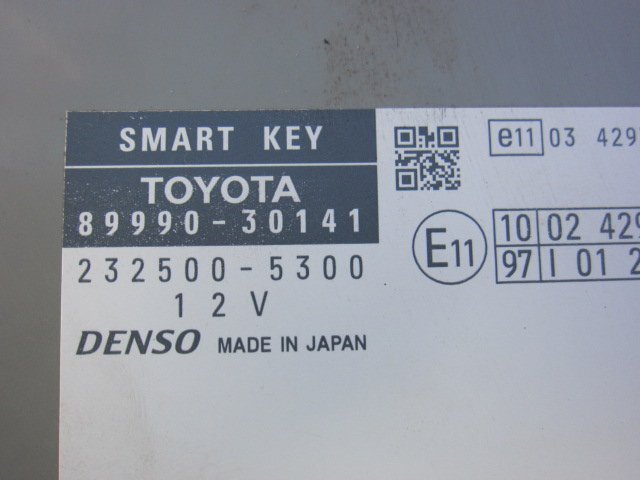 SMART KEY
TOYOTA
89990-30141
232500-5300
12V
DENSO MADE IN JAPAN
e11 03 429
E11
10 02 429
97 I 01 2